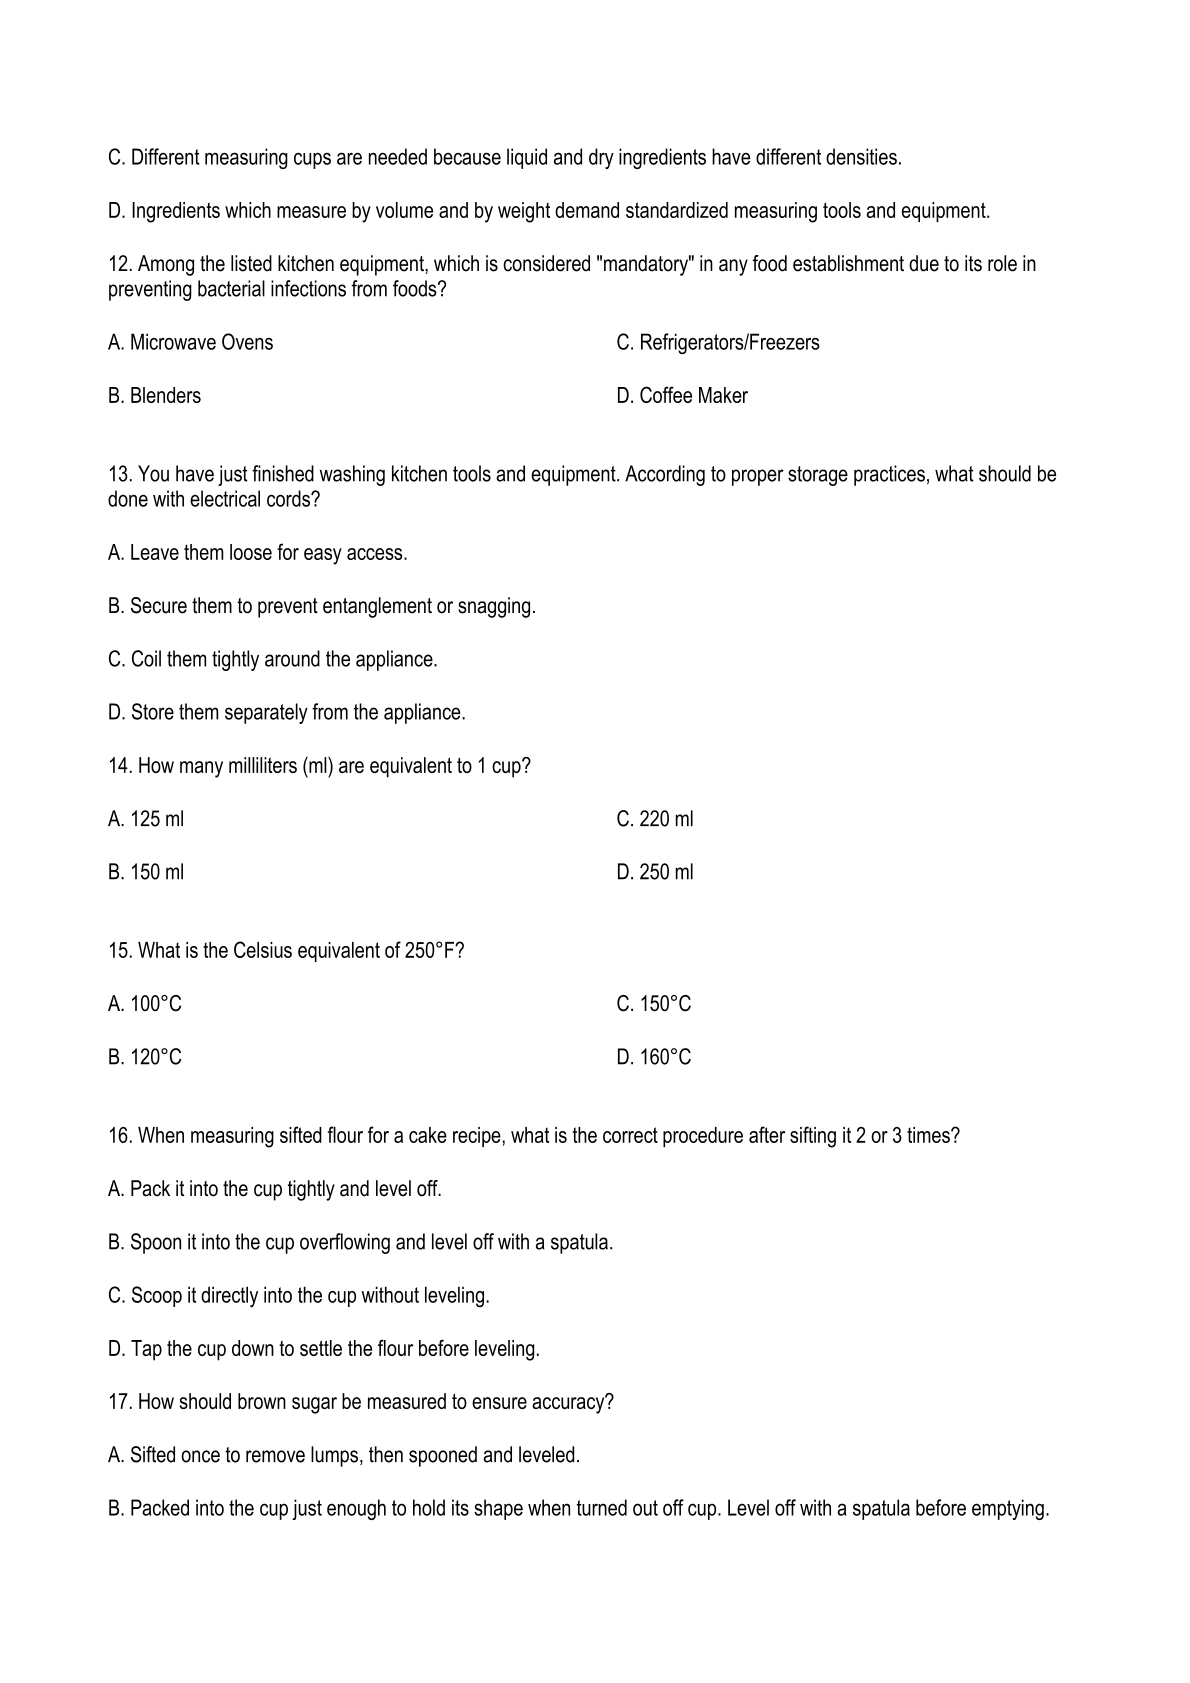 C. Different measuring cups are needed because liquid and dry ingredients have different densities.
D. Ingredients which measure by volume and by weight demand standardized measuring tools and equipment.
12. Among the listed kitchen equipment, which is considered "mandatory" in any food establishment due to its role in
preventing bacterial infections from foods?
A. Microwave Ovens
B. Blenders
C. Refrigerators/Freezers
D. Coffee Maker
13. You have just finished washing kitchen tools and equipment. According to proper storage practices, what should be
done with electrical cords?
A. Leave them loose for easy access.
B. Secure them to prevent entanglement or snagging.
C. Coil them tightly around the appliance.
D. Store them separately from the appliance.
14. How many milliliters (ml) are equivalent to 1 cup?
A. 125 ml
B. 150 ml
C. 220 ml
D. 250 ml
15. What is the Celsius equivalent of 250°F?
A. 100°C
B. 120°C
C. 150°C
D. 160°C
16. When measuring sifted flour for a cake recipe, what is the correct procedure after sifting it 2 or 3 times?
A. Pack it into the cup tightly and level off.
B. Spoon it into the cup overflowing and level off with a spatula.
C. Scoop it directly into the cup without leveling.
D. Tap the cup down to settle the flour before leveling.
17. How should brown sugar be measured to ensure accuracy?
A. Sifted once to remove lumps, then spooned and leveled.
B. Packed into the cup just enough to hold its shape when turned out off cup. Level off with a spatula before emptying.